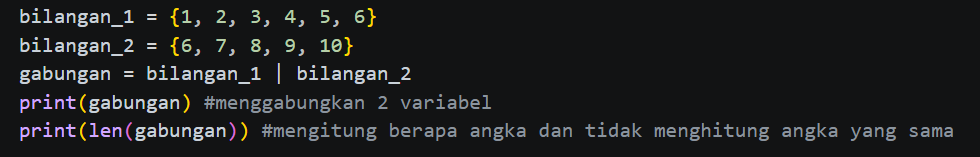 bilangan_1 = {1, 2, 3, 4, 5, 6}
bilangan_2 = {6, 7, 8, 9, 10}
gabungan = bilangan_1 | bilangan_2
print(gabungan) #menggabungkan 2 variabel
print(len(gabungan)) #mengitung berapa angka dan tidak menghitung angka yang sama